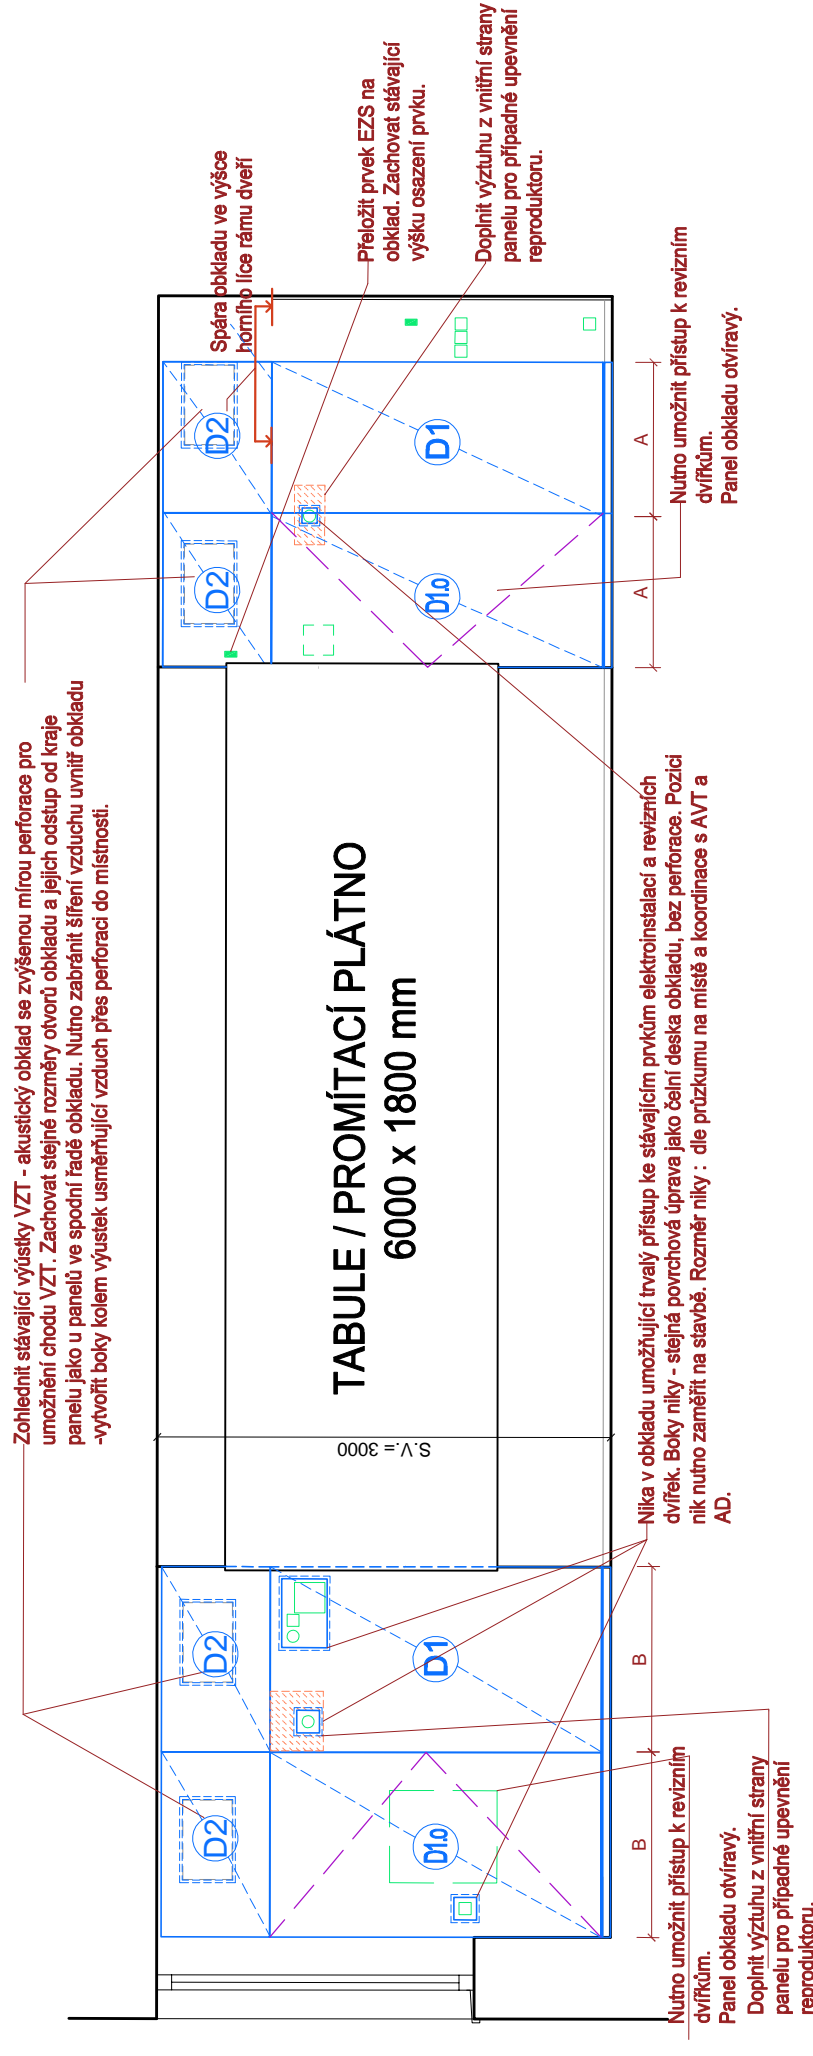 Zohlednit stávající výústky VZT - akustický obklad se zvýšenou mírou perforace pro
umožnění chodu VZT. Zachovat stejné rozměry otvorů obkladu a jejich odstup od kraje
panelu jako u panelů ve spodní řadě obkladu. Nutno zabránit šíření vzduchu uvnitř obkladu
-vytvořit boky kolem výustek usměrňující vzduch přes perforaci do místnosti.
Spára obkladu ve výšce
horního líce rámu dveří
Přeložit prvek EZS na
obklad. Zachovat stávající
výšku osazení prvku.
Doplnit výztuhu z vnitřní strany
panelu pro případné upevnění
reproduktoru.
D2
D2
D2
D2
TABULE / PROMÍTACÍ PLÁTNO
6000 x 1800 mm
S.V.= 3000
D1.0
D1
D1.0
D1
B
B
A
A
Nutno umožnit přístup k revizním
dvířkům.
Panel obkladu otvíravý.
Doplnit výztuhu z vnitřní strany
panelu pro případné upevnění
reproduktoru.
Nika v obkladu umožňující trvalý přístup ke stávajícím prvkům elektroinstalací a revizních
dvířek. Boky niky - stejná povrchová úprava jako čelní deska obkladu, bez perforace. Pozici
nik nutno zaměřit na stavbě. Rozměr niky : dle průzkumu na místě a koordinace s AVT a
AD.
Nutno umožnit přístup k revizním
dvířkům.
Panel obkladu otvíravý.